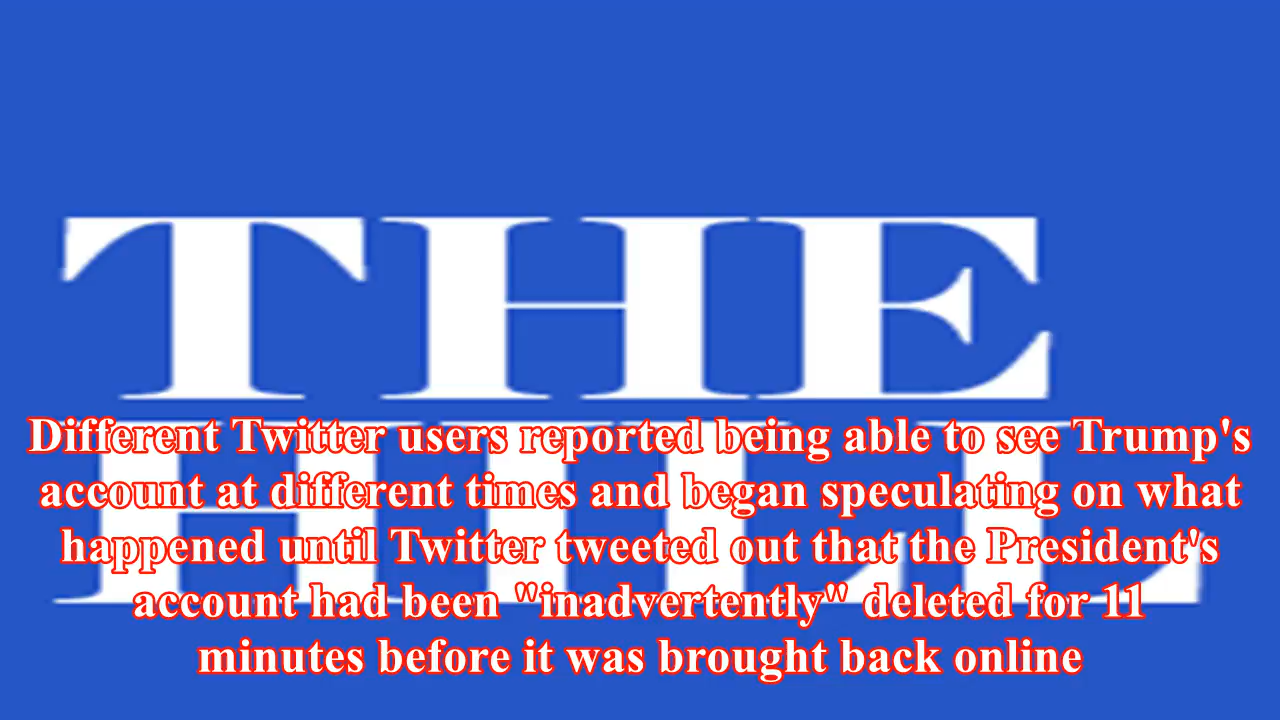 THE
HILL
Different Twitter users reported being able to see Trump's
account at different times and began speculating on what
happened until Twitter tweeted out that the President's
account had been "inadvertently" deleted for 11
minutes before it was brought back online